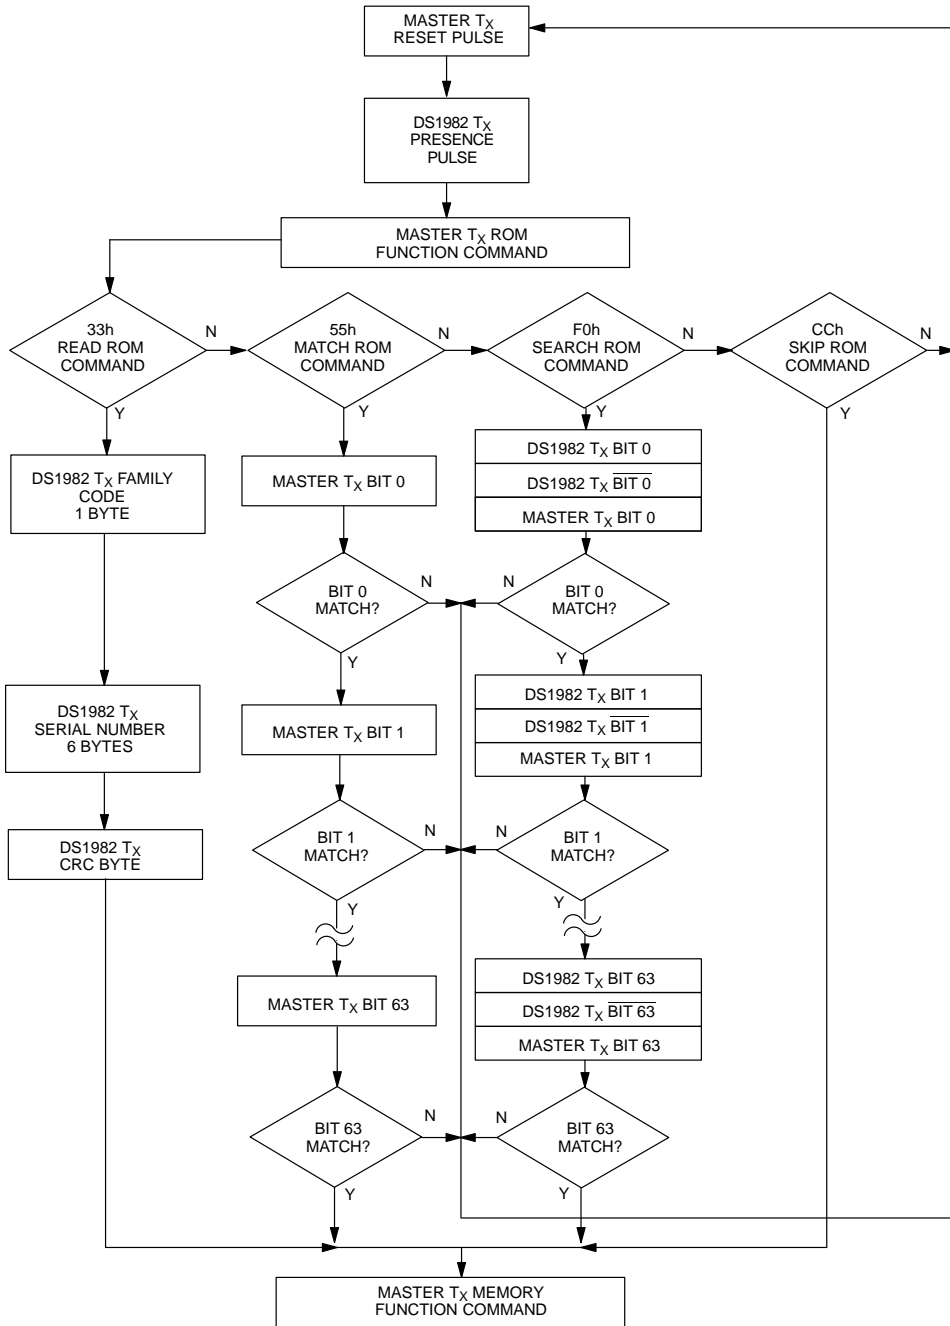 MASTER TX
RESET PULSE
DS1982 TX
PRESENCE
PULSE
MASTER TX ROM
FUNCTION COMMAND
33h
READ ROM
COMMAND
N
Y
55h
MATCH ROM
COMMAND
N
Y
F0h
SEARCH ROM
COMMAND
N
Y
CCh
SKIP ROM
COMMAND
N
Y
DS1982 TX FAMILY
CODE
1 BYTE
DS1982 TX
SERIAL NUMBER
6 BYTES
DS1982 TX
CRC BYTE
MASTER TX BIT 0
BIT 0
MATCH?
N
Y
MASTER TX BIT 1
BIT 1
MATCH?
N
Y
MASTER TX BIT 63
BIT 63
MATCH?
N
Y
DS1982 TX BIT 0
DS1982 TX BIT 0
MASTER TX BIT 0
N
BIT 0
MATCH?
Y
DS1982 TX BIT 1
DS1982 TX BIT 1
MASTER TX BIT 1
N
BIT 1
MATCH?
Y
DS1982 TX BIT 63
DS1982 TX BIT 63
MASTER TX BIT 63
N
BIT 63
MATCH?
Y
MASTER TX MEMORY
FUNCTION COMMAND